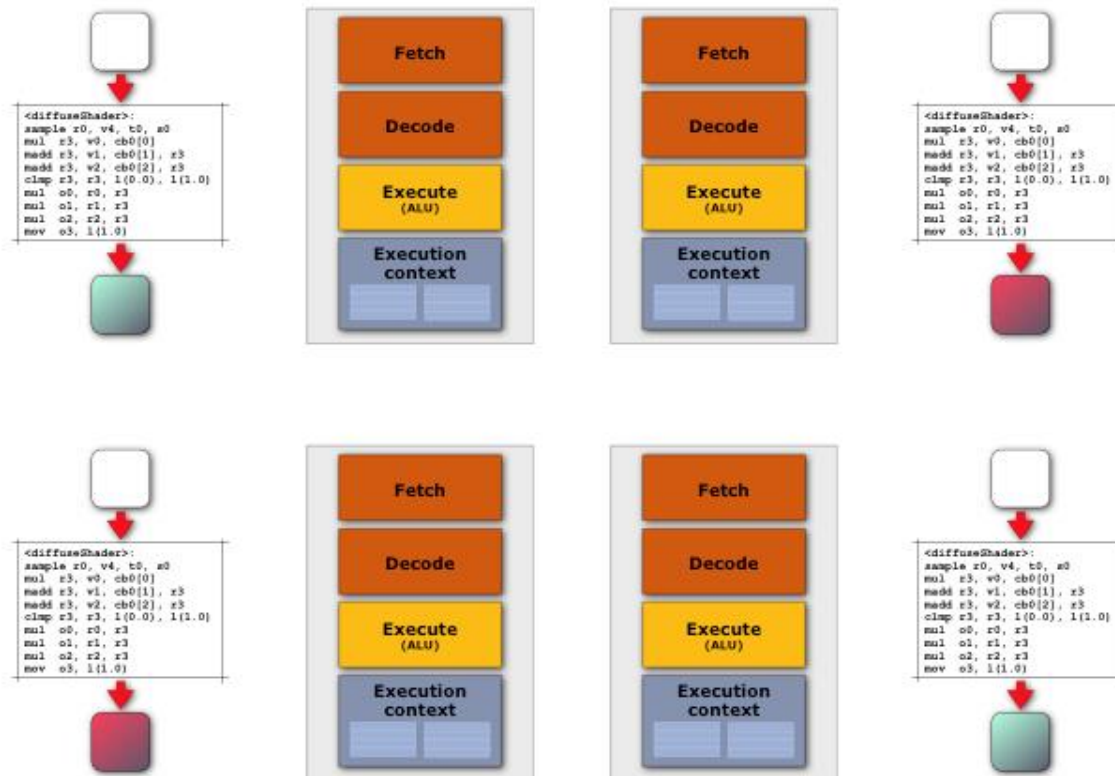 <diffuseShader>:
sample r0, v4, t0, s0
mul r3, v0, cb0[0]
madd r3, v1, cb0[1], r3
madd r3, v2, cb0[2], r3
clmp r3, r3, l(0.0), l(1.0)
mul o0, r0, r3
mul o1, r1, r3
mul o2, r2, r3
mov o3, l(1.0)
Fetch
Decode
Execute
(ALU)
Execution
context
Fetch
Decode
Execute
(ALU)
Execution
context
<diffuseShader>:
sample r0, v4, t0, s0
mul r3, v0, cb0[0]
madd r3, v1, cb0[1], r3
madd r3, v2, cb0[2], r3
clmp r3, r3, l(0.0), l(1.0)
mul o0, r0, r3
mul o1, r1, r3
mul o2, r2, r3
mov o3, l(1.0)
<diffuseShader>:
sample r0, v4, t0, s0
mul r3, v0, cb0[0]
madd r3, v1, cb0[1], r3
madd r3, v2, cb0[2], r3
clmp r3, r3, l(0.0), l(1.0)
mul o0, r0, r3
mul o1, r1, r3
mul o2, r2, r3
mov o3, l(1.0)
Fetch
Decode
Execute
(ALU)
Execution
context
Fetch
Decode
Execute
(ALU)
Execution
context
<diffuseShader>:
sample r0, v4, t0, s0
mul r3, v0, cb0[0]
madd r3, v1, cb0[1], r3
madd r3, v2, cb0[2], r3
clmp r3, r3, l(0.0), l(1.0)
mul o0, r0, r3
mul o1, r1, r3
mul o2, r2, r3
mov o3, l(1.0)